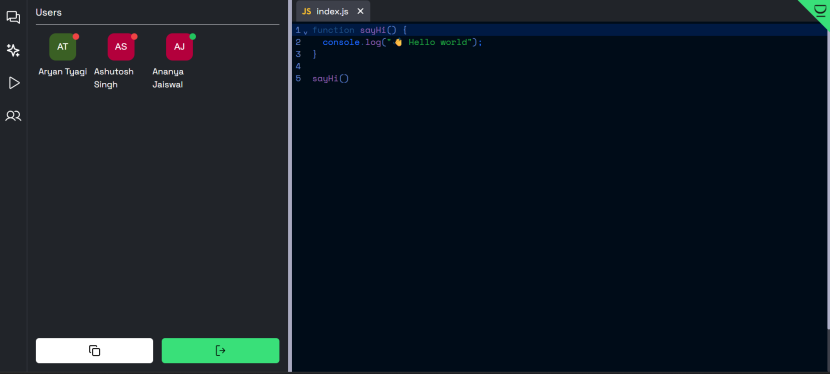 Users
AT
AS
AJ
Aryan Tyagi
Ashutosh
Singh
Ananya
Jaiswal
JS index.js
1 function sayHi() {
2 console.log("👋 Hello world");
3 }
4
5 sayHi()